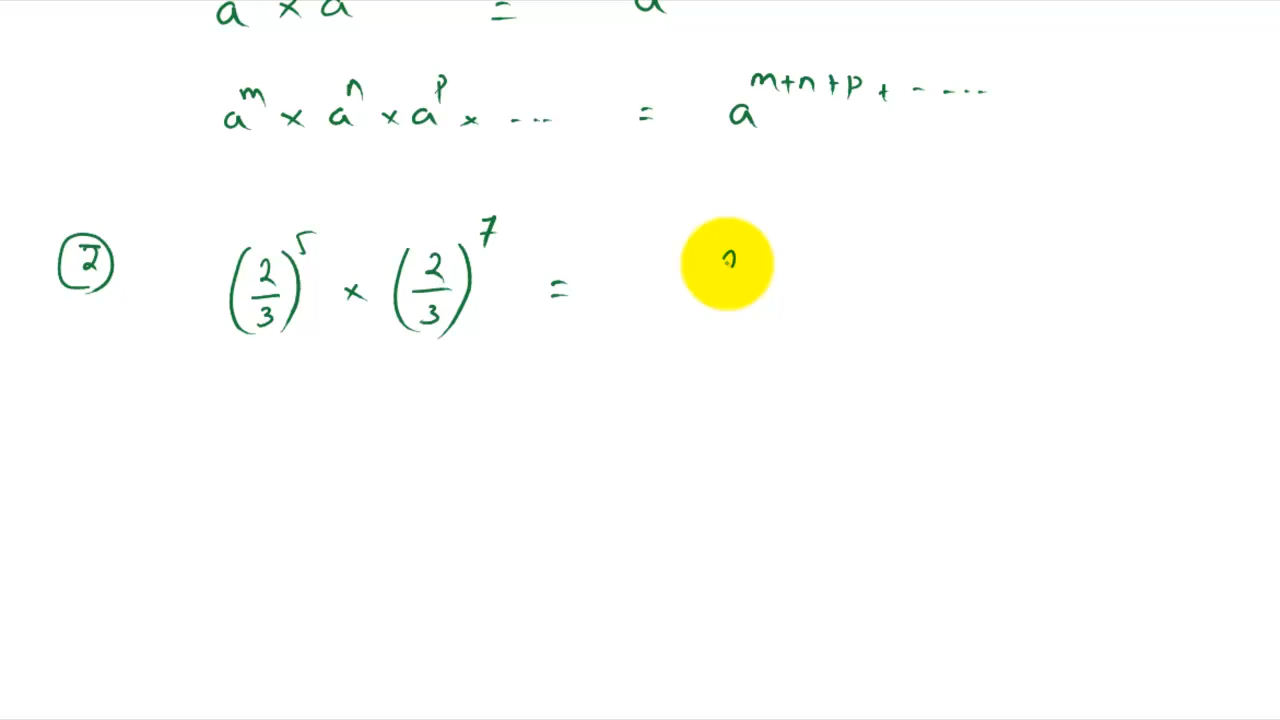 a × a = a
a^m × a^n × a^p × ... = a^{m+n+p+.....}
② (2/3)^5 × (2/3)^7 =